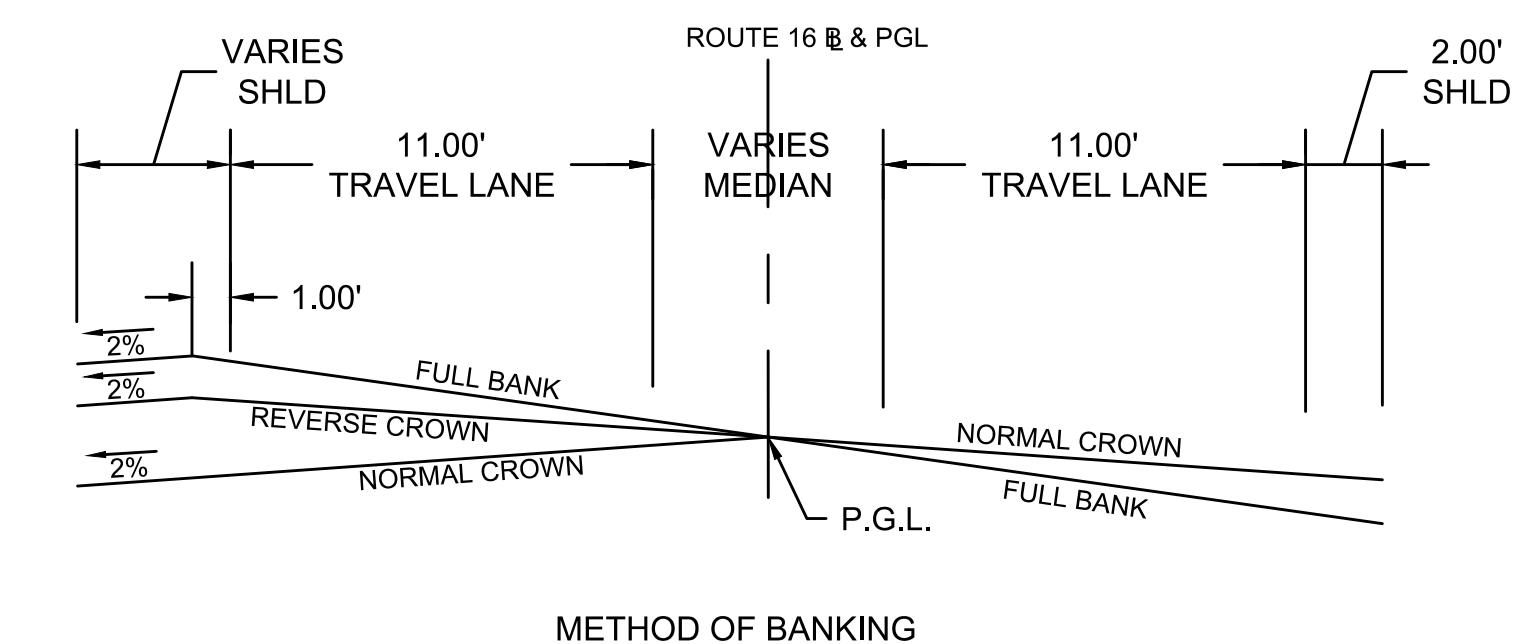 ROUTE 16 ℄ & PGL
VARIES
SHLD
2.00'
SHLD
11.00'
TRAVEL LANE
VARIES
MEDIAN
11.00'
TRAVEL LANE
1.00'
2%
2%
2%
FULL BANK
REVERSE CROWN
NORMAL CROWN
NORMAL CROWN
FULL BANK
P.G.L.
METHOD OF BANKING